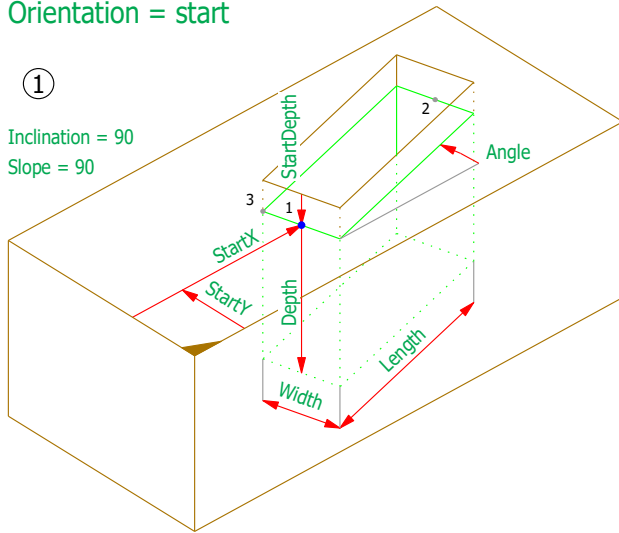 Orientation = start
1
Inclination = 90
Slope = 90
StartDepth
2
Angle
3
1
StartX
StartY
Depth
Length
Width